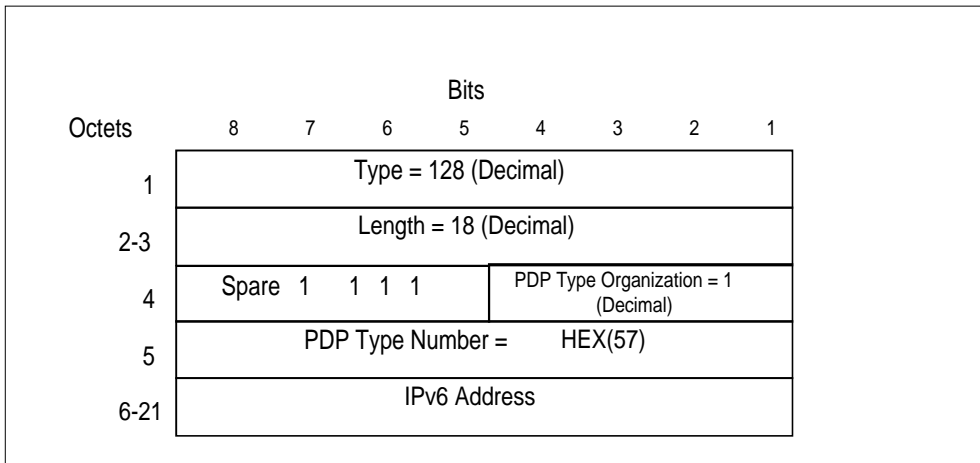 Bits
Octets 8 7 6 5 4 3 2 1
1 Type = 128 (Decimal)
2-3 Length = 18 (Decimal)
4 Spare 1 1 1 1 PDP Type Organization = 1
(Decimal)
5 PDP Type Number = HEX(57)
6-21 IPv6 Address